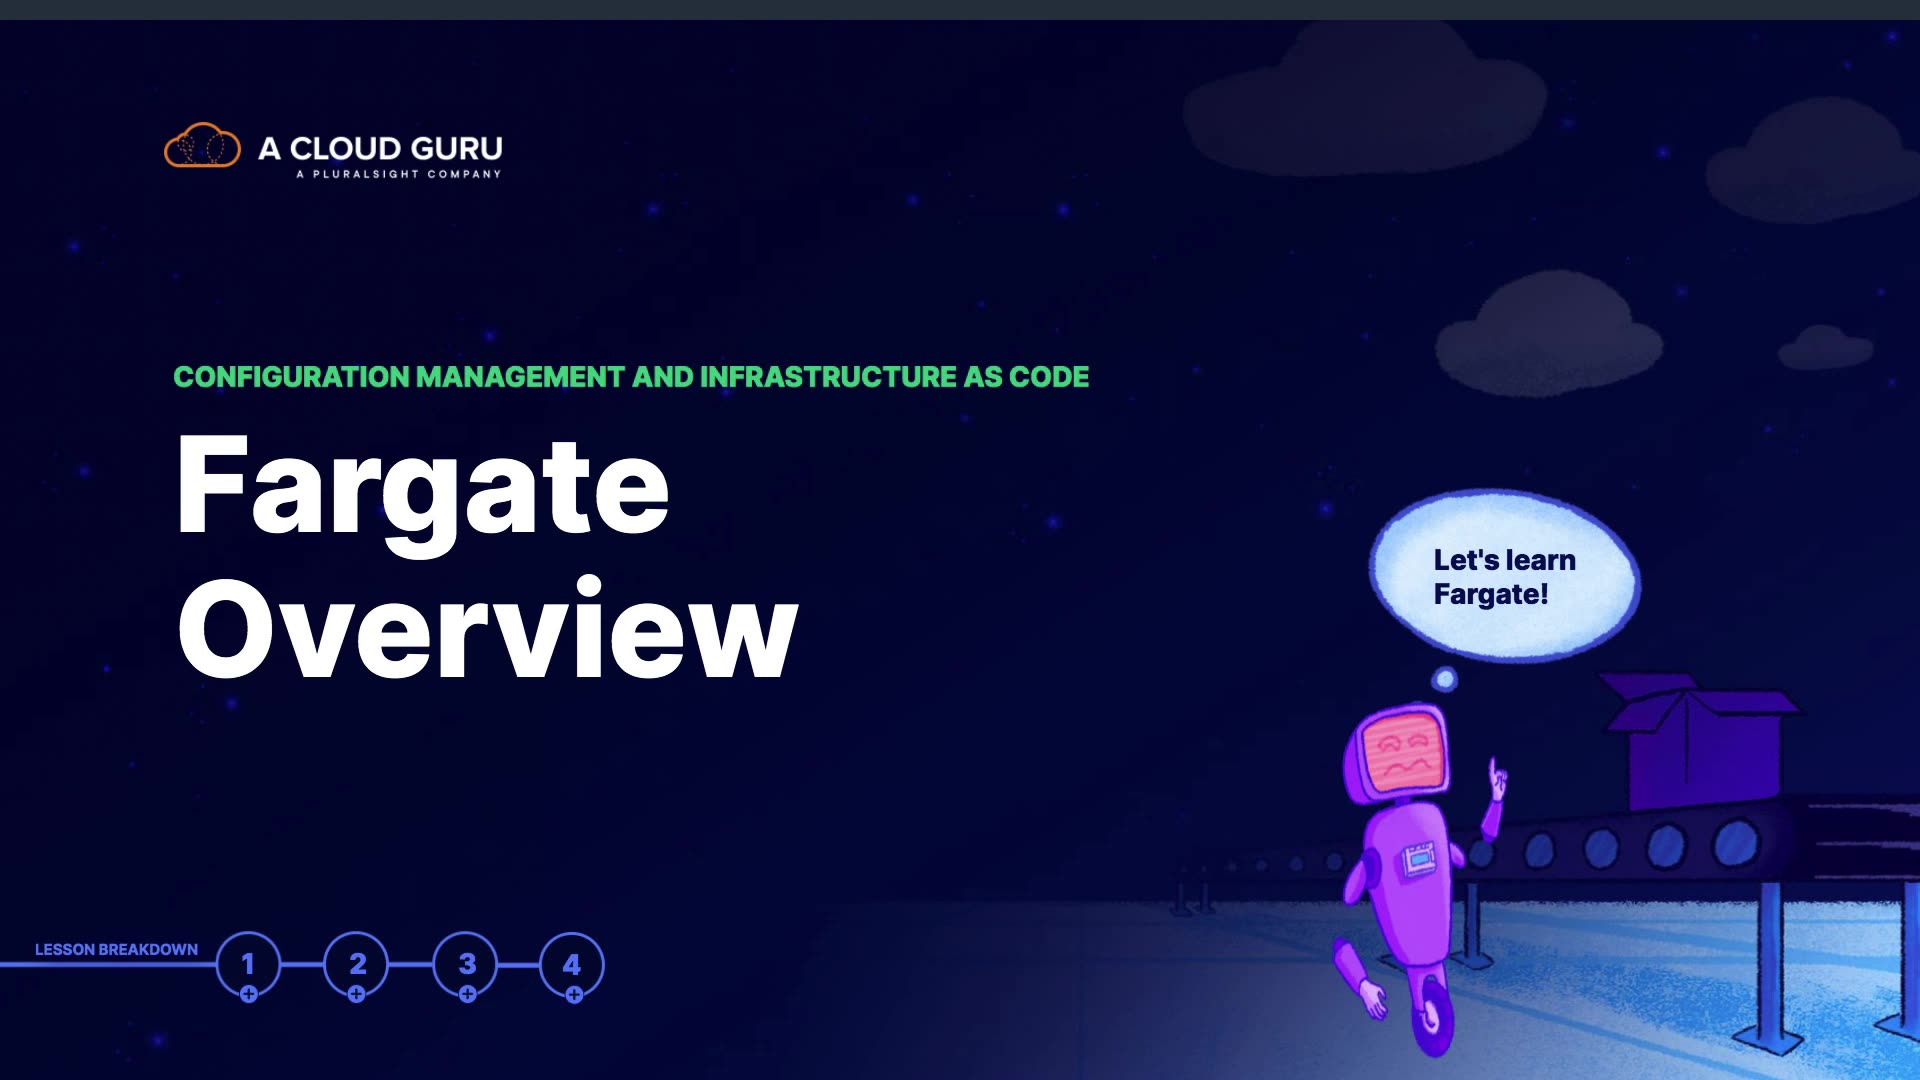 A CLOUD GURU
A PLURALSIGHT COMPANY
CONFIGURATION MANAGEMENT AND INFRASTRUCTURE AS CODE
Fargate
Overview
Let's learn
Fargate!
LESSON BREAKDOWN
1
2
3
4